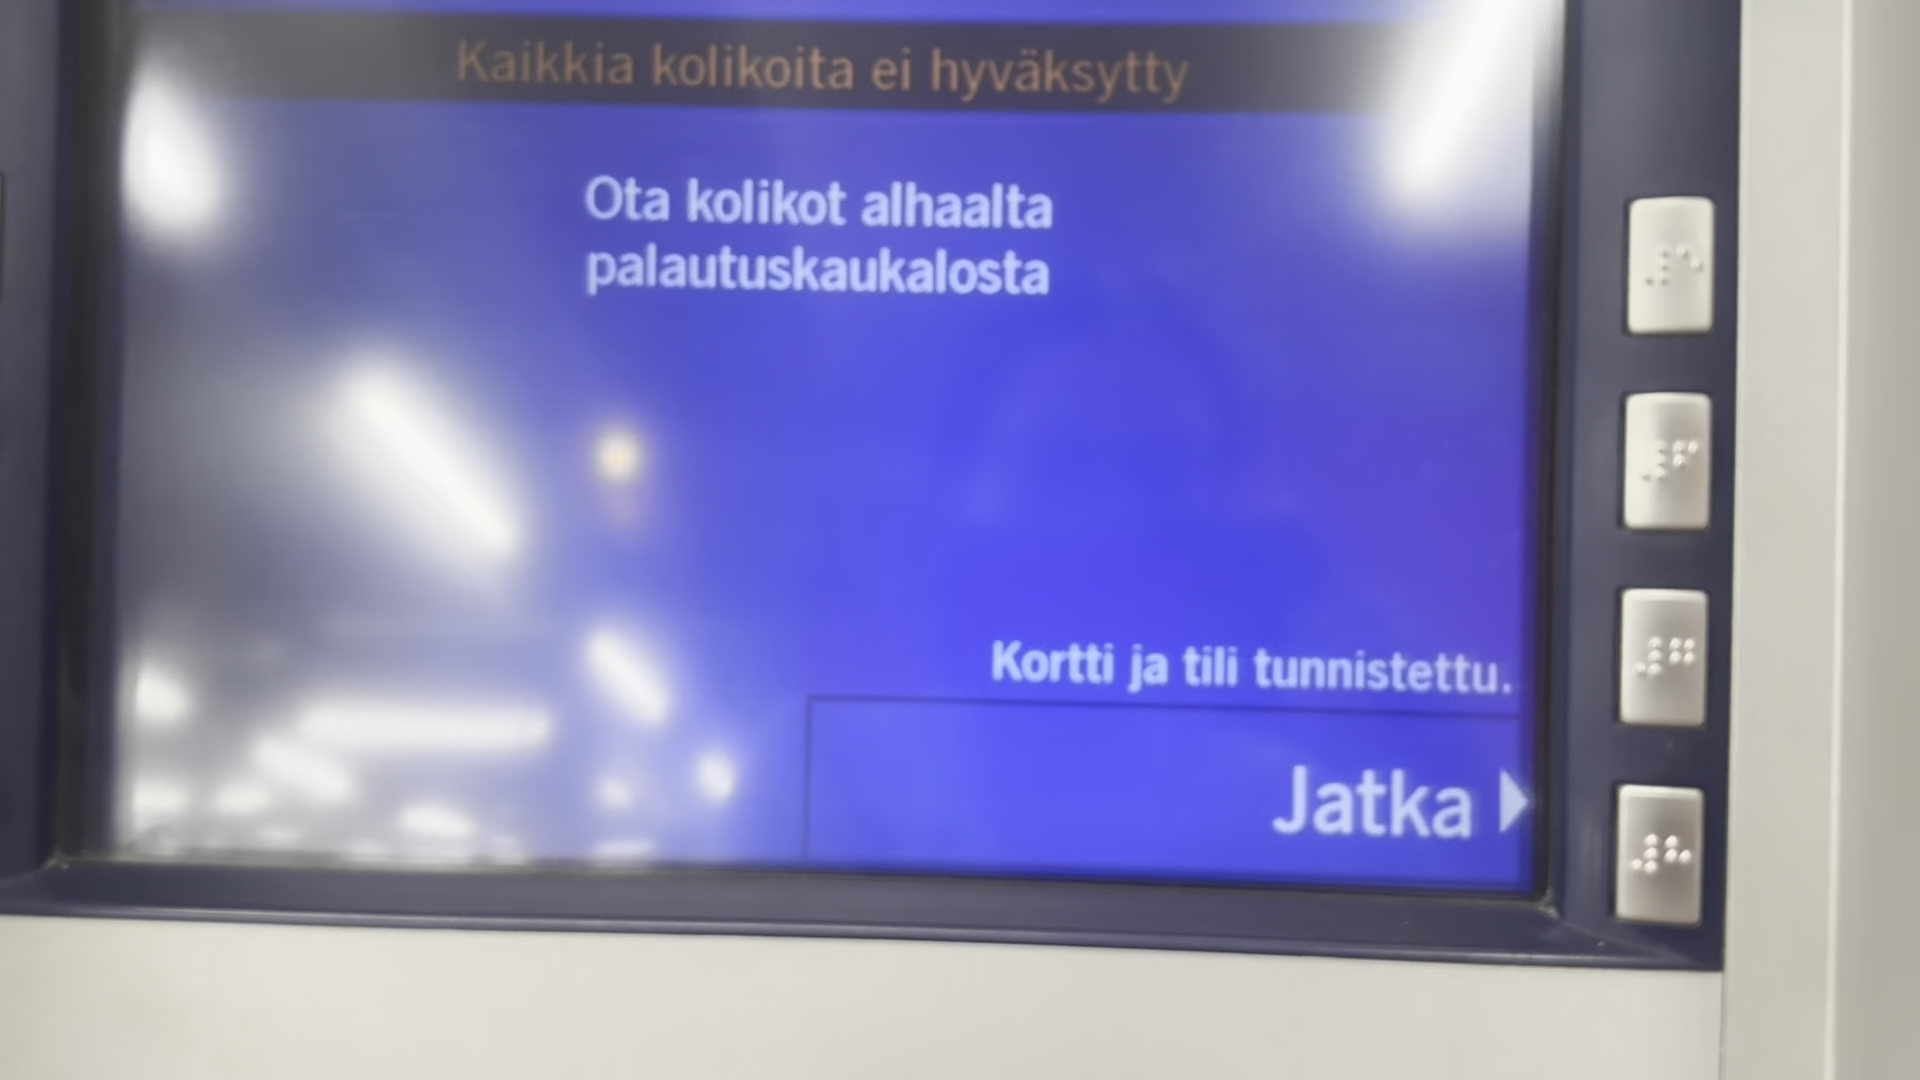 Kaikkia kolikoita ei hyväksytty
Ota kolikot alhaalta
palautuskaukalosta
Kortti ja tili tunnistettu.
Jatka